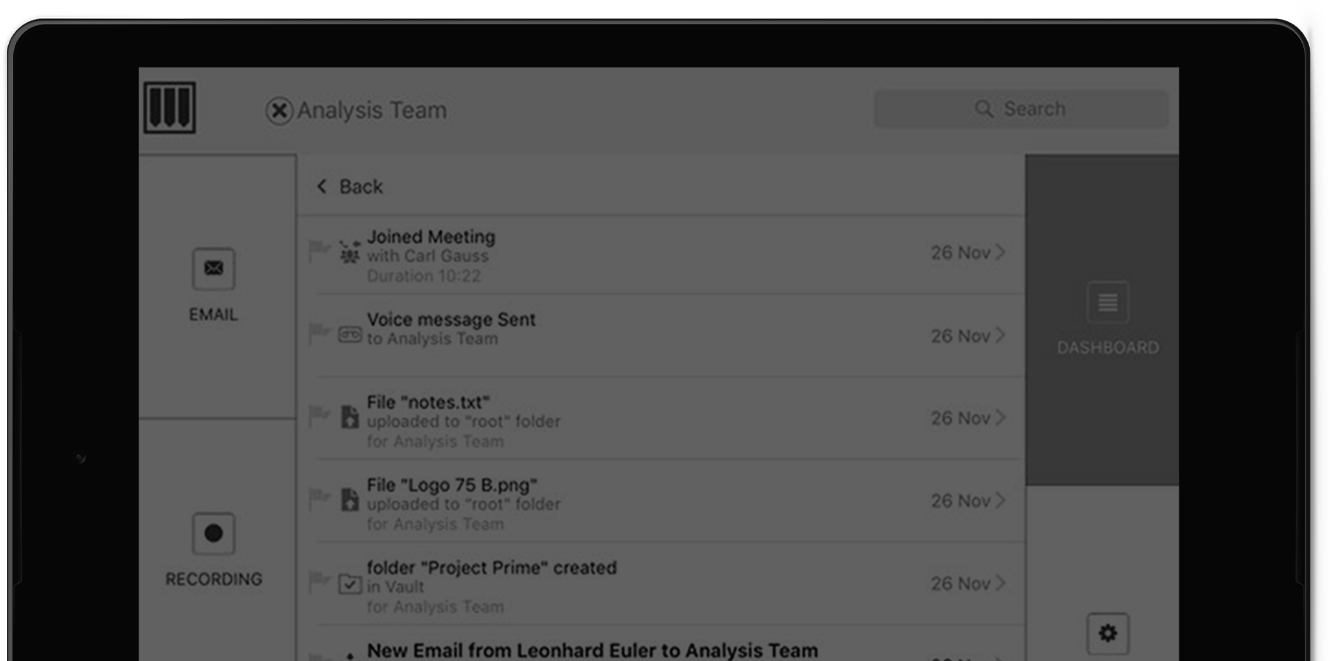 Analysis Team
Search
Back
Joined Meeting
with Carl Gauss
Duration 10:22
26 Nov
Voice message Sent
to Analysis Team
26 Nov
File "notes.txt"
uploaded to "root" folder
for Analysis Team
26 Nov
File "Logo 75 B.png"
uploaded to "root" folder
for Analysis Team
26 Nov
folder "Project Prime" created
in Vault
for Analysis Team
26 Nov
New Email from Leonhard Euler to Analysis Team
EMAIL
RECORDING
DASHBOARD